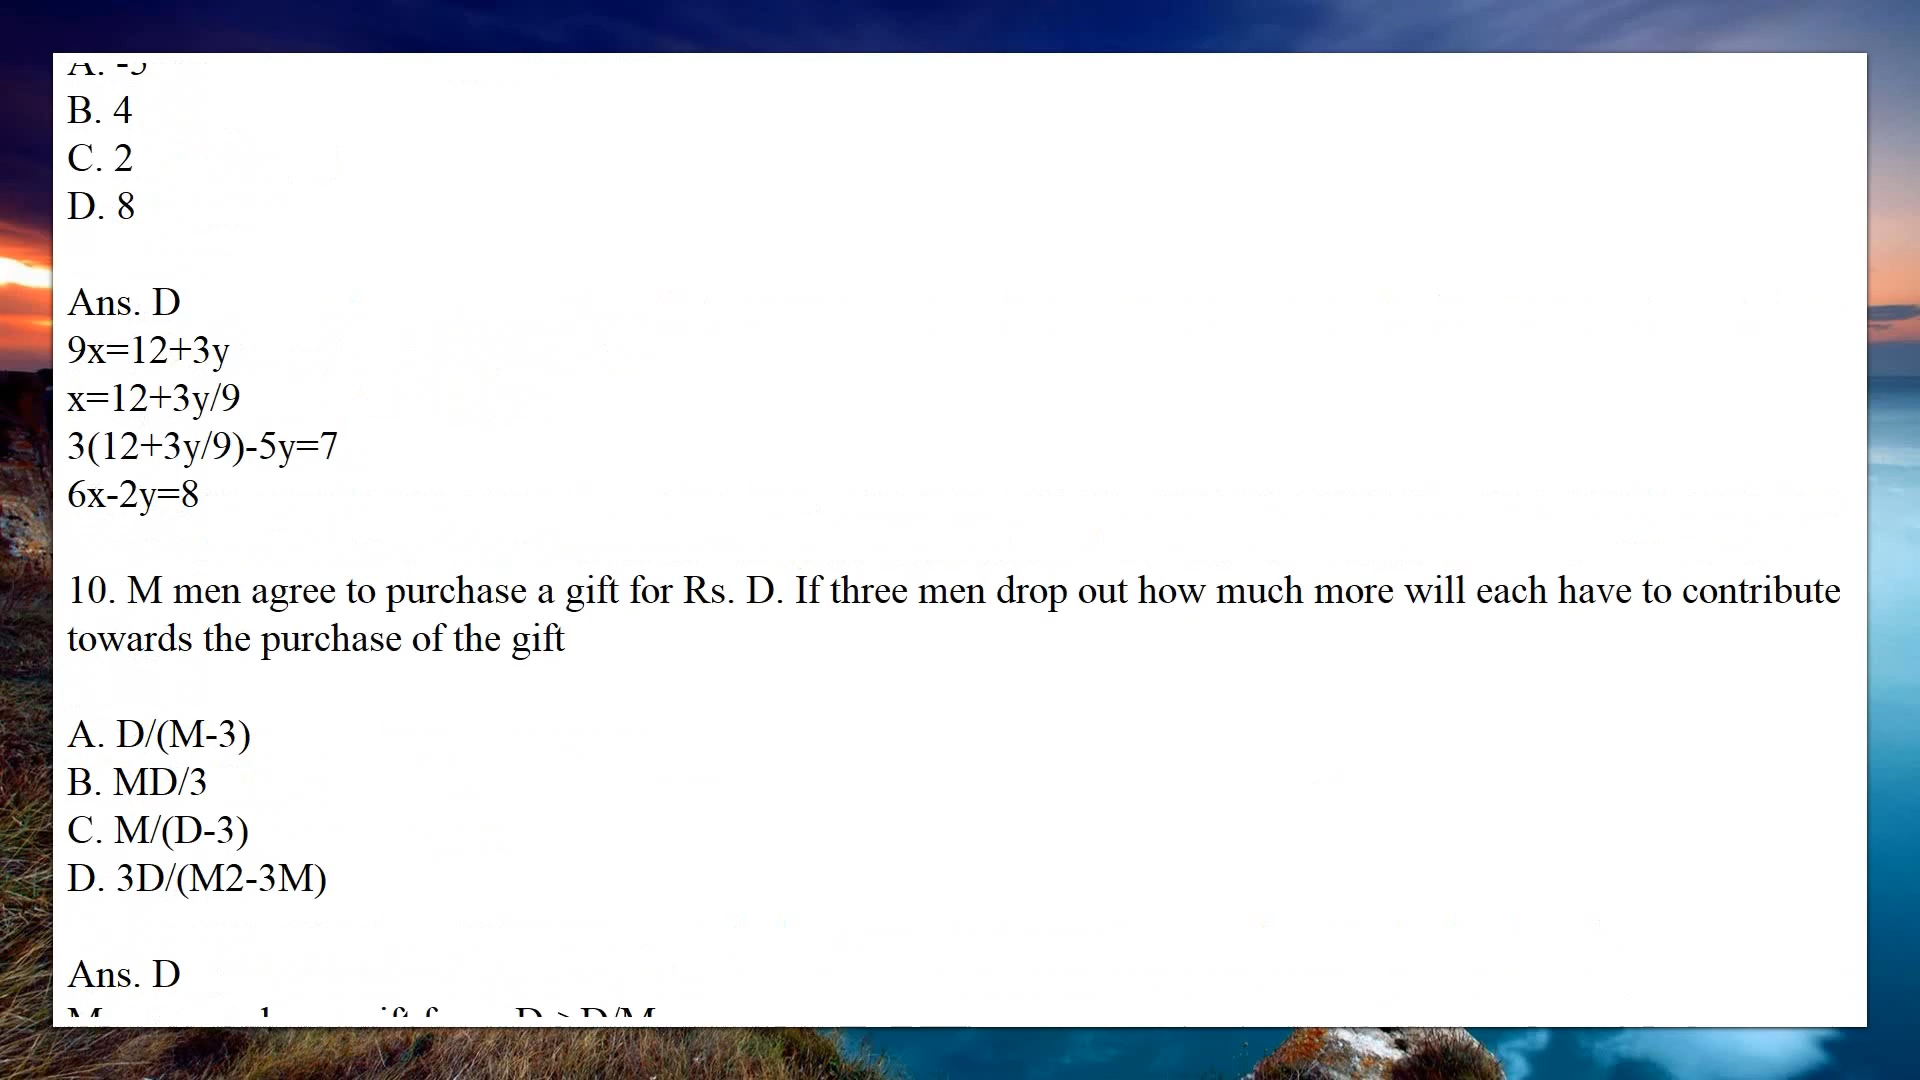 A. -5
B. 4
C. 2
D. 8
Ans. D
9x=12+3y
x=12+3y/9
3(12+3y/9)-5y=7
6x-2y=8
10. M men agree to purchase a gift for Rs. D. If three men drop out how much more will each have to contribute
towards the purchase of the gift
A. D/(M-3)
B. MD/3
C. M/(D-3)
D. 3D/(M2-3M)
Ans. D